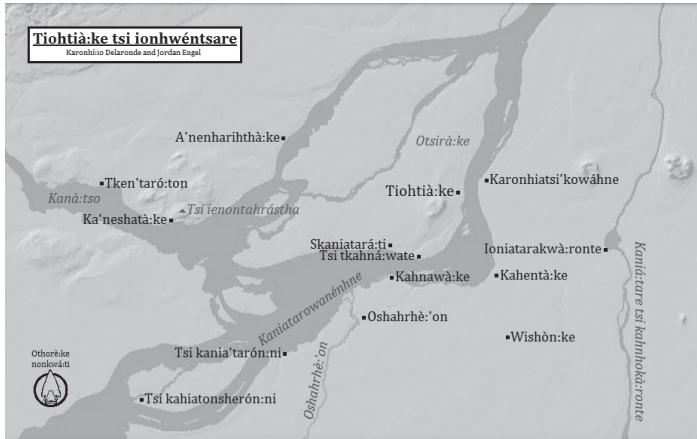 Tiohtià:ke tsi ionhwéntsare
Karonhí:io Delaronde and Jordan Engel
A'nenharihthà:ke
Otsirà:ke
Tken'taró:ton
Karonhiatsi'kowáhne
Kanà:tso
Tiohtià:ke
Tsi ienontahrástha
Ka'neshatà:ke
Skaniatará:ti
Ioniatarakwà:ronte
Tsi tkahná:wate
Kahnawà:ke
Kahentà:ke
Kaniatarowanénhne
Kaniá:tare tsi kahnhokà:ronte
Oshahrhè:'on
Wishòn:ke
Tsi kania'tarón:ni
Othorè:ke
nonkwá:ti
Oshahrhè:'on
Tsi kahiatonsherón:ni